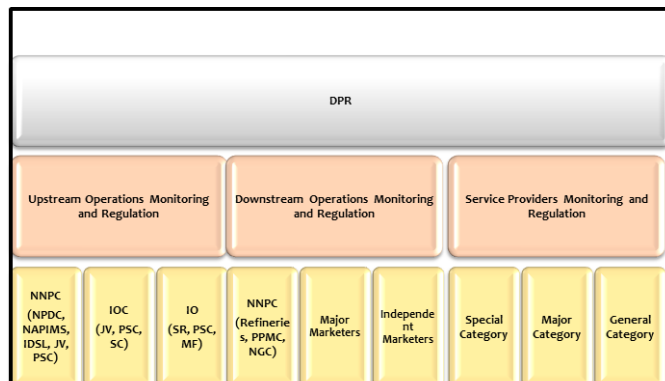 DPR
Upstream Operations Monitoring
and Regulation
Downstream Operations Monitoring
and Regulation
Service Providers Monitoring and
Regulation
NNPC
(NPDC,
NAPIMS,
IDSL, JV,
PSC)
IOC
(JV, PSC,
SC)
IO
(SR, PSC,
MF)
NNPC
(Refinerie
s, PPMC,
NGC)
Major
Marketers
Independe
nt
Marketers
Special
Category
Major
Category
General
Category